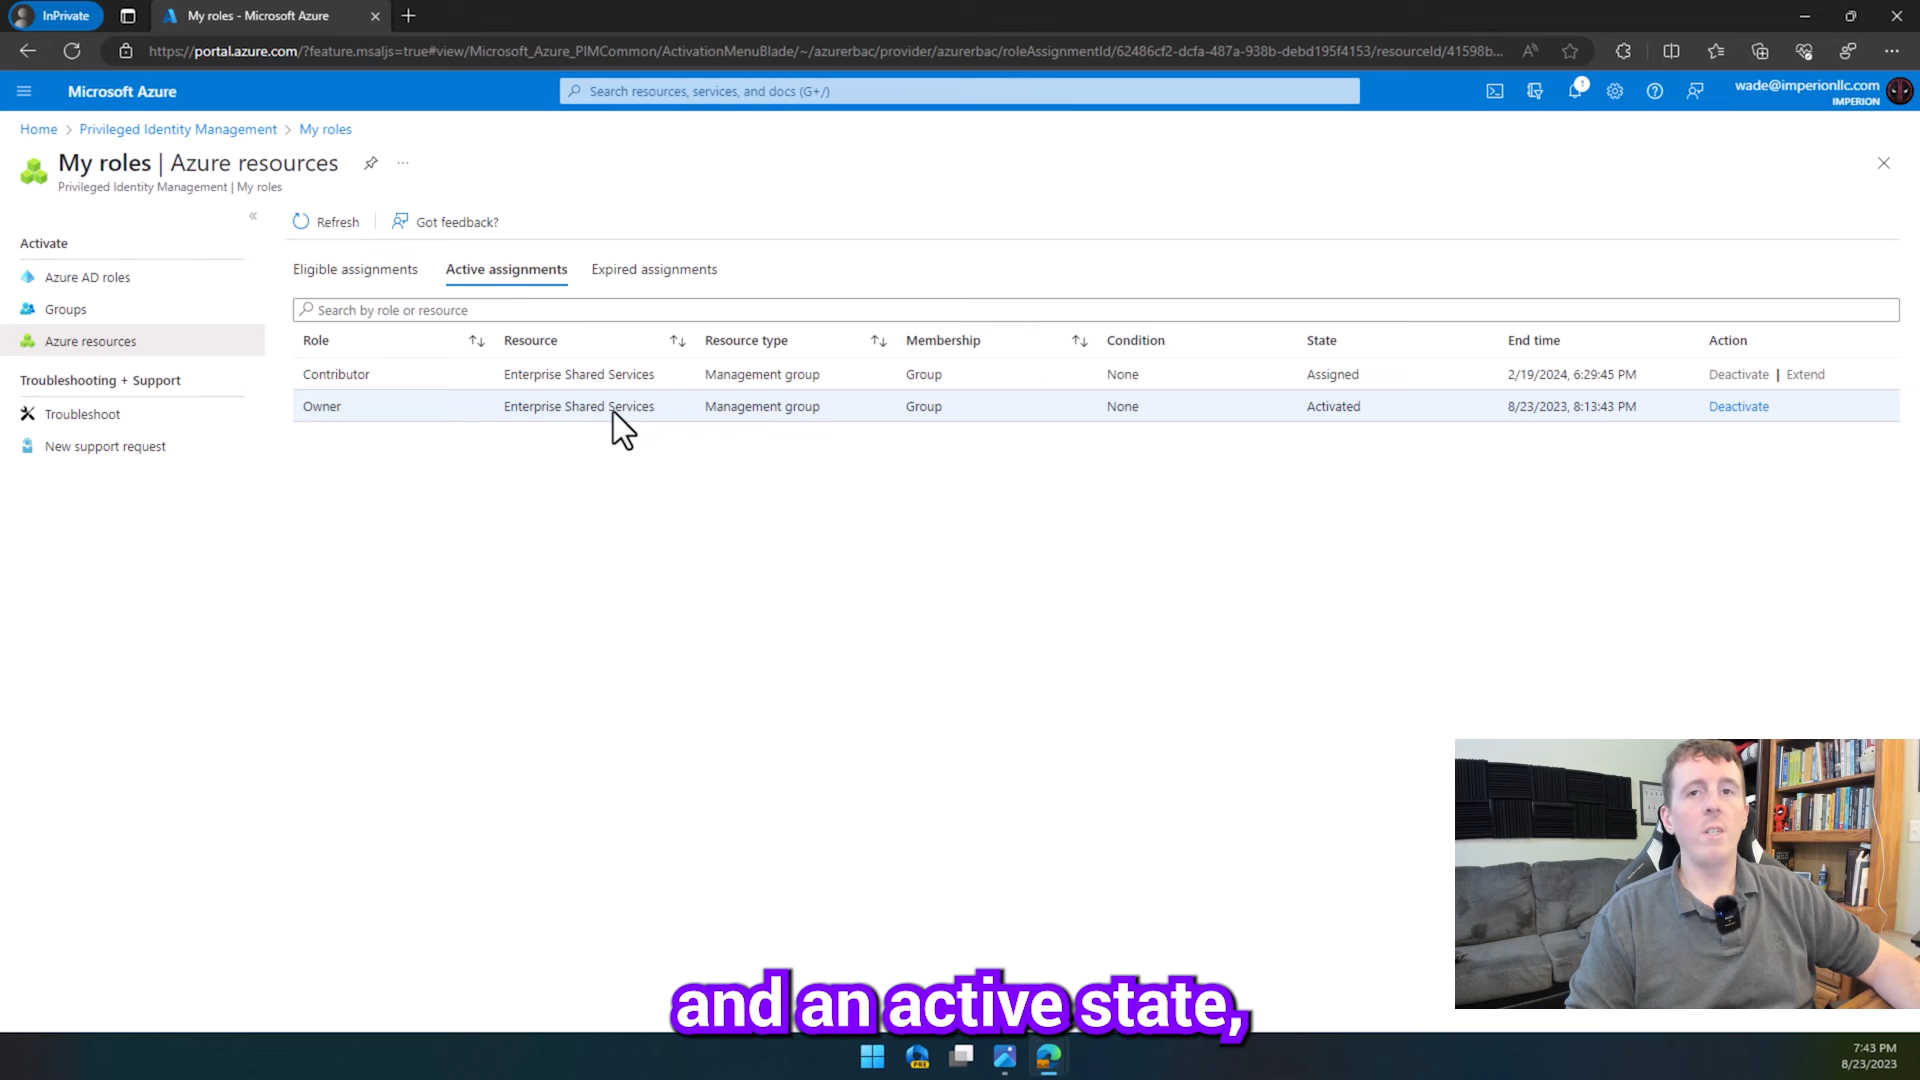 InPrivate
My roles - Microsoft Azure
https://portal.azure.com/?feature.msaljs=true#view/Microsoft_Azure_PIMCommon/ActivationMenuBlade/~/azurerbac/provider/azurerbac/roleAssignmentId/62486cf2-dcfa-487a-938b-debd195f4153/resourceId/41598b...
Microsoft Azure
Search resources, services, and docs (G+/)
1
wade@imperionllc.com
IMPERION
Home > Privileged Identity Management > My roles
My roles | Azure resources
Privileged Identity Management | My roles
Refresh
Got feedback?
Activate
Azure AD roles
Groups
Azure resources
Troubleshooting + Support
Troubleshoot
New support request
Eligible assignments Active assignments Expired assignments
Search by role or resource
Role Resource Resource type Membership Condition State End time Action
Contributor Enterprise Shared Services Management group Group None Assigned 2/19/2024, 6:29:45 PM Deactivate | Extend
Owner Enterprise Shared Services Management group Group None Activated 8/23/2023, 8:13:43 PM Deactivate
and an active state,
PRE
7:43 PM
8/23/2023